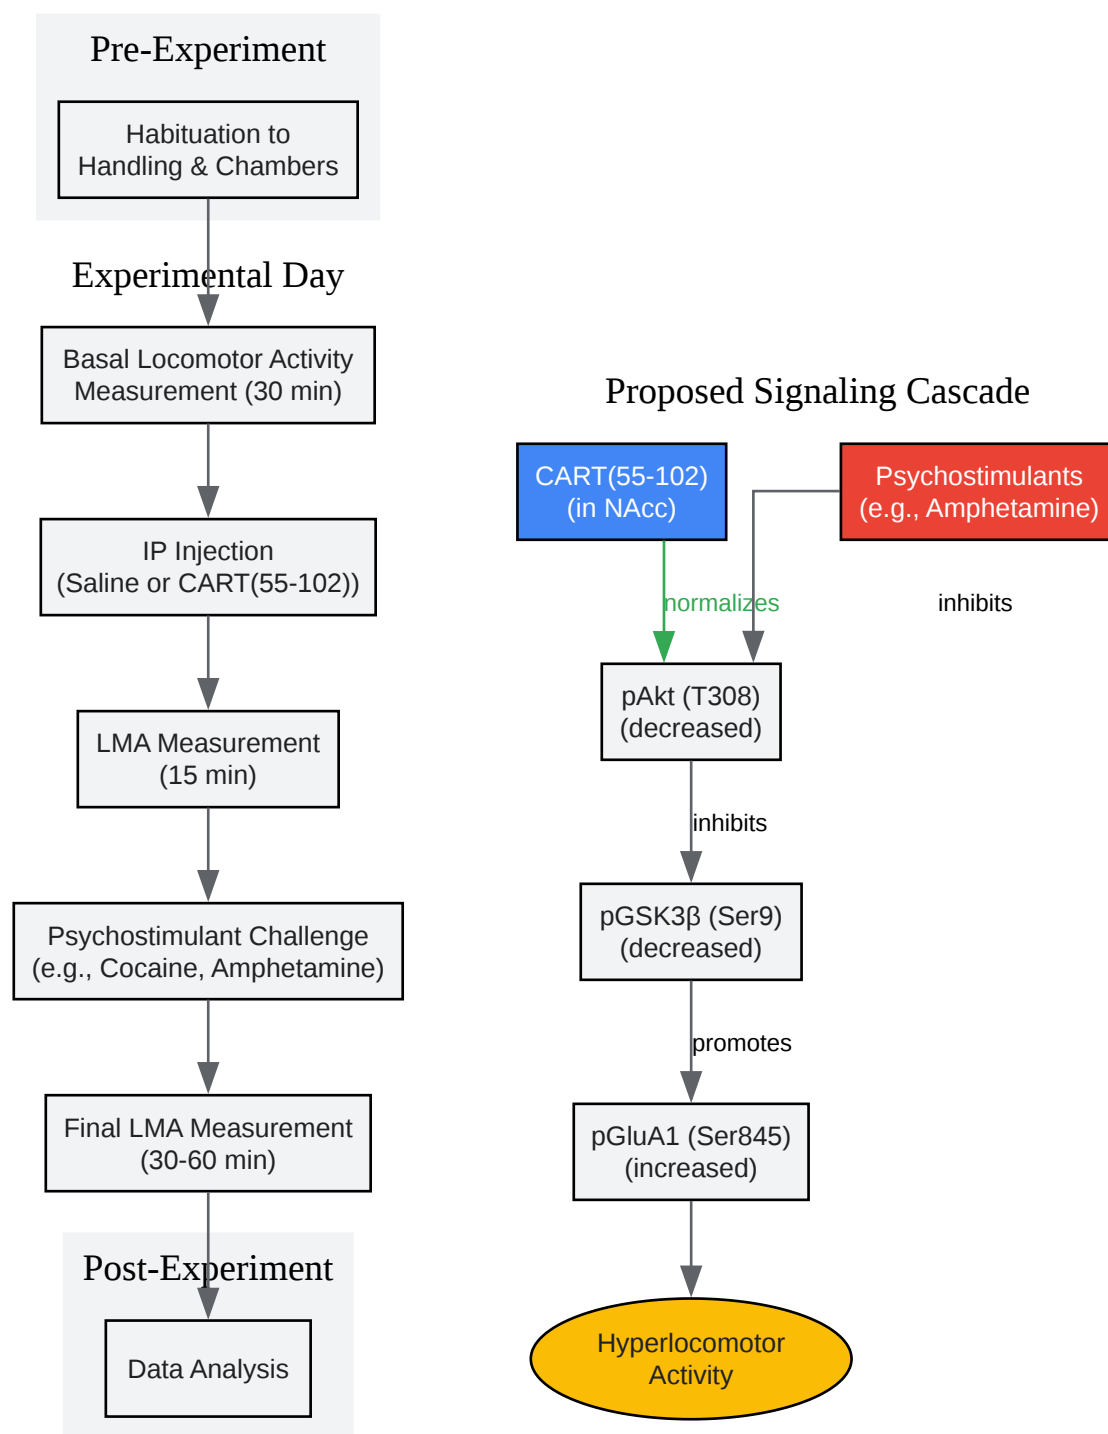 Pre-Experiment
Habituation to
Handling & Chambers
Experimental Day
Basal Locomotor Activity
Measurement (30 min)
IP Injection
(Saline or CART(55-102))
LMA Measurement
(15 min)
Psychostimulant Challenge
(e.g., Cocaine, Amphetamine)
Final LMA Measurement
(30-60 min)
Post-Experiment
Data Analysis
Proposed Signaling Cascade
CART(55-102)
(in NAcc)
Psychostimulants
(e.g., Amphetamine)
normalizes
inhibits
pAkt (T308)
(decreased)
inhibits
pGSK3β (Ser9)
(decreased)
promotes
pGluA1 (Ser845)
(increased)
Hyperlocomotor
Activity